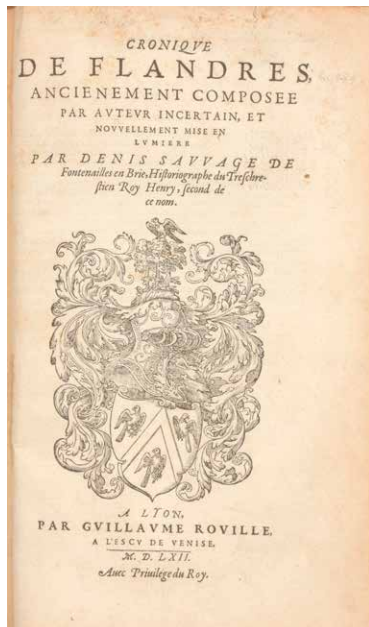 CRONIQVE
DE FLANDRES,
ANCIENEMENT COMPOSEE
PAR AVTEVR INCERTAIN, ET
NOVVELLEMENT MISE EN
LVMIERE
PAR DENIS SAVVAGE DE
Fontenailles en Brie, Hiſtoriographe du Treſchre-
ſtien Roy Henry, ſecond de
ce nom.
A LYON,
PAR GVILLAVME ROVILLE,
A L'ESCV DE VENISE,
M. D. LXII.
Auec Priuilege du Roy.